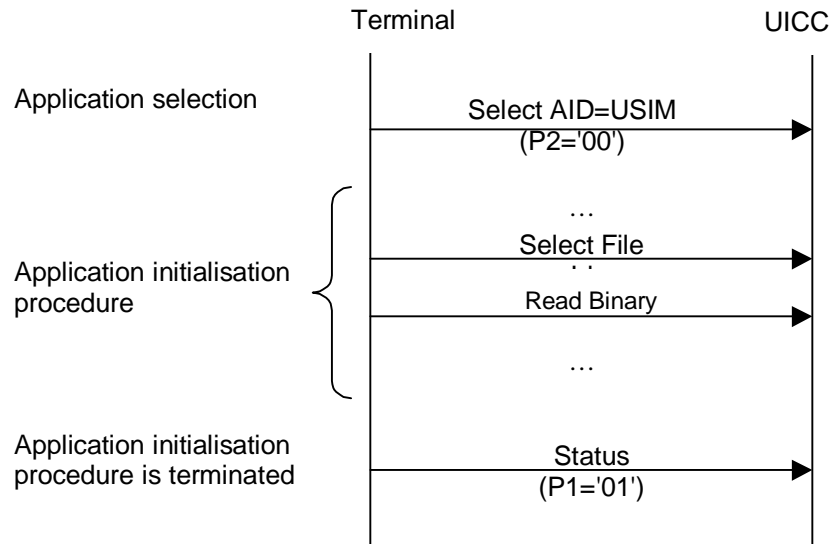 Terminal UICC
Application selection
Select AID=USIM
(P2='00')
...
Select File
. .
Application initialisation
procedure
Read Binary
...
Application initialisation
procedure is terminated
Status
(P1='01')